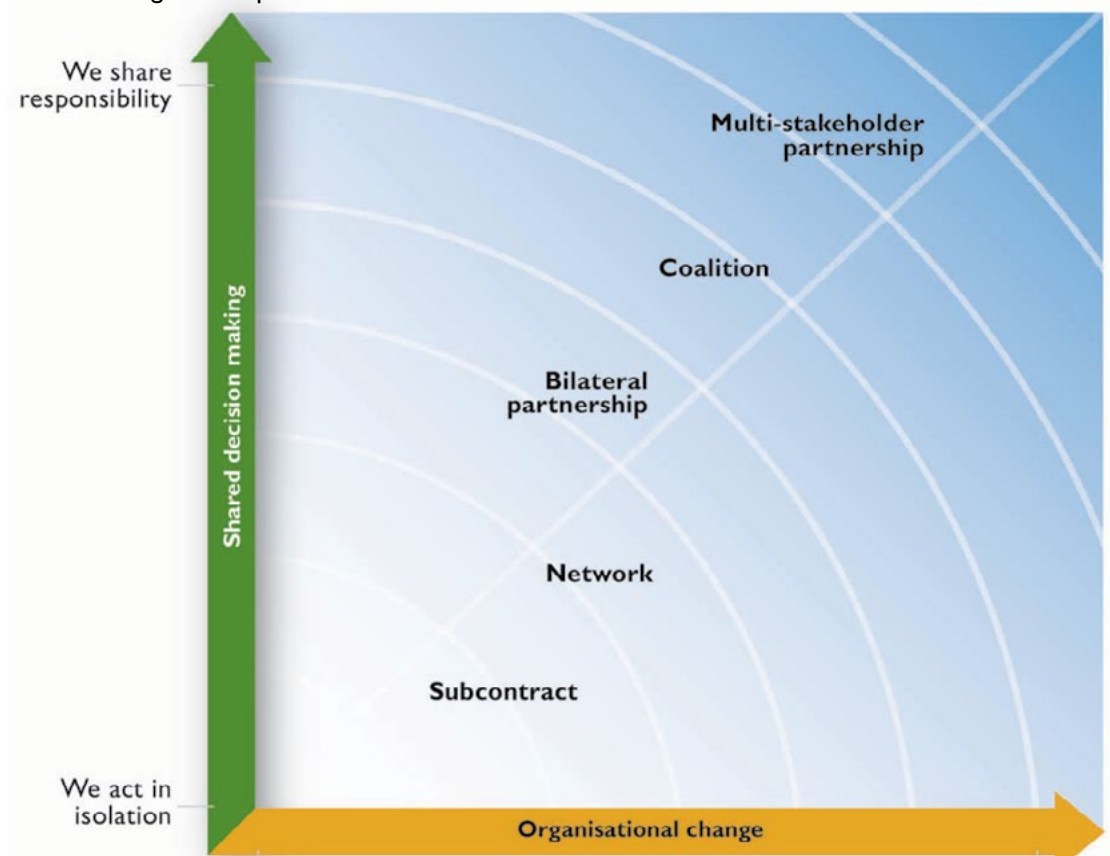 We share
responsibility
Multi-stakeholder
partnership
Coalition
Shared decision making
Bilateral
partnership
Network
Subcontract
We act in
isolation
Organisational change